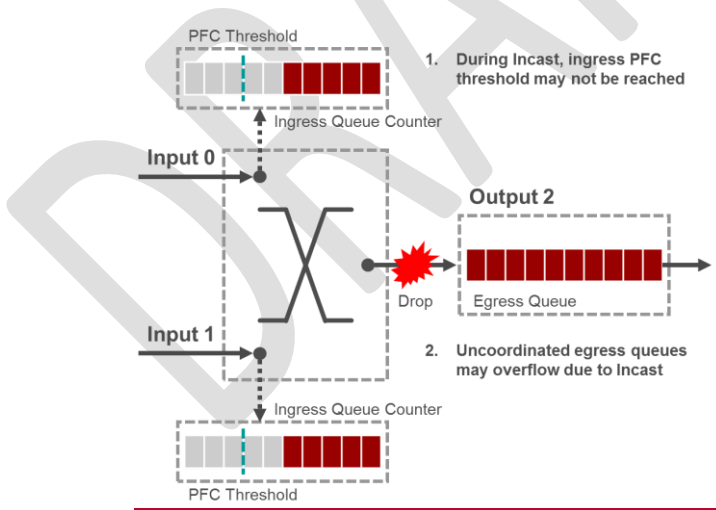 PFC Threshold
1. During Incast, ingress PFC
threshold may not be reached
Ingress Queue Counter
Input 0
Output 2
Drop
Egress Queue
Input 1
2. Uncoordinated egress queues
may overflow due to Incast
Ingress Queue Counter
PFC Threshold
DRA